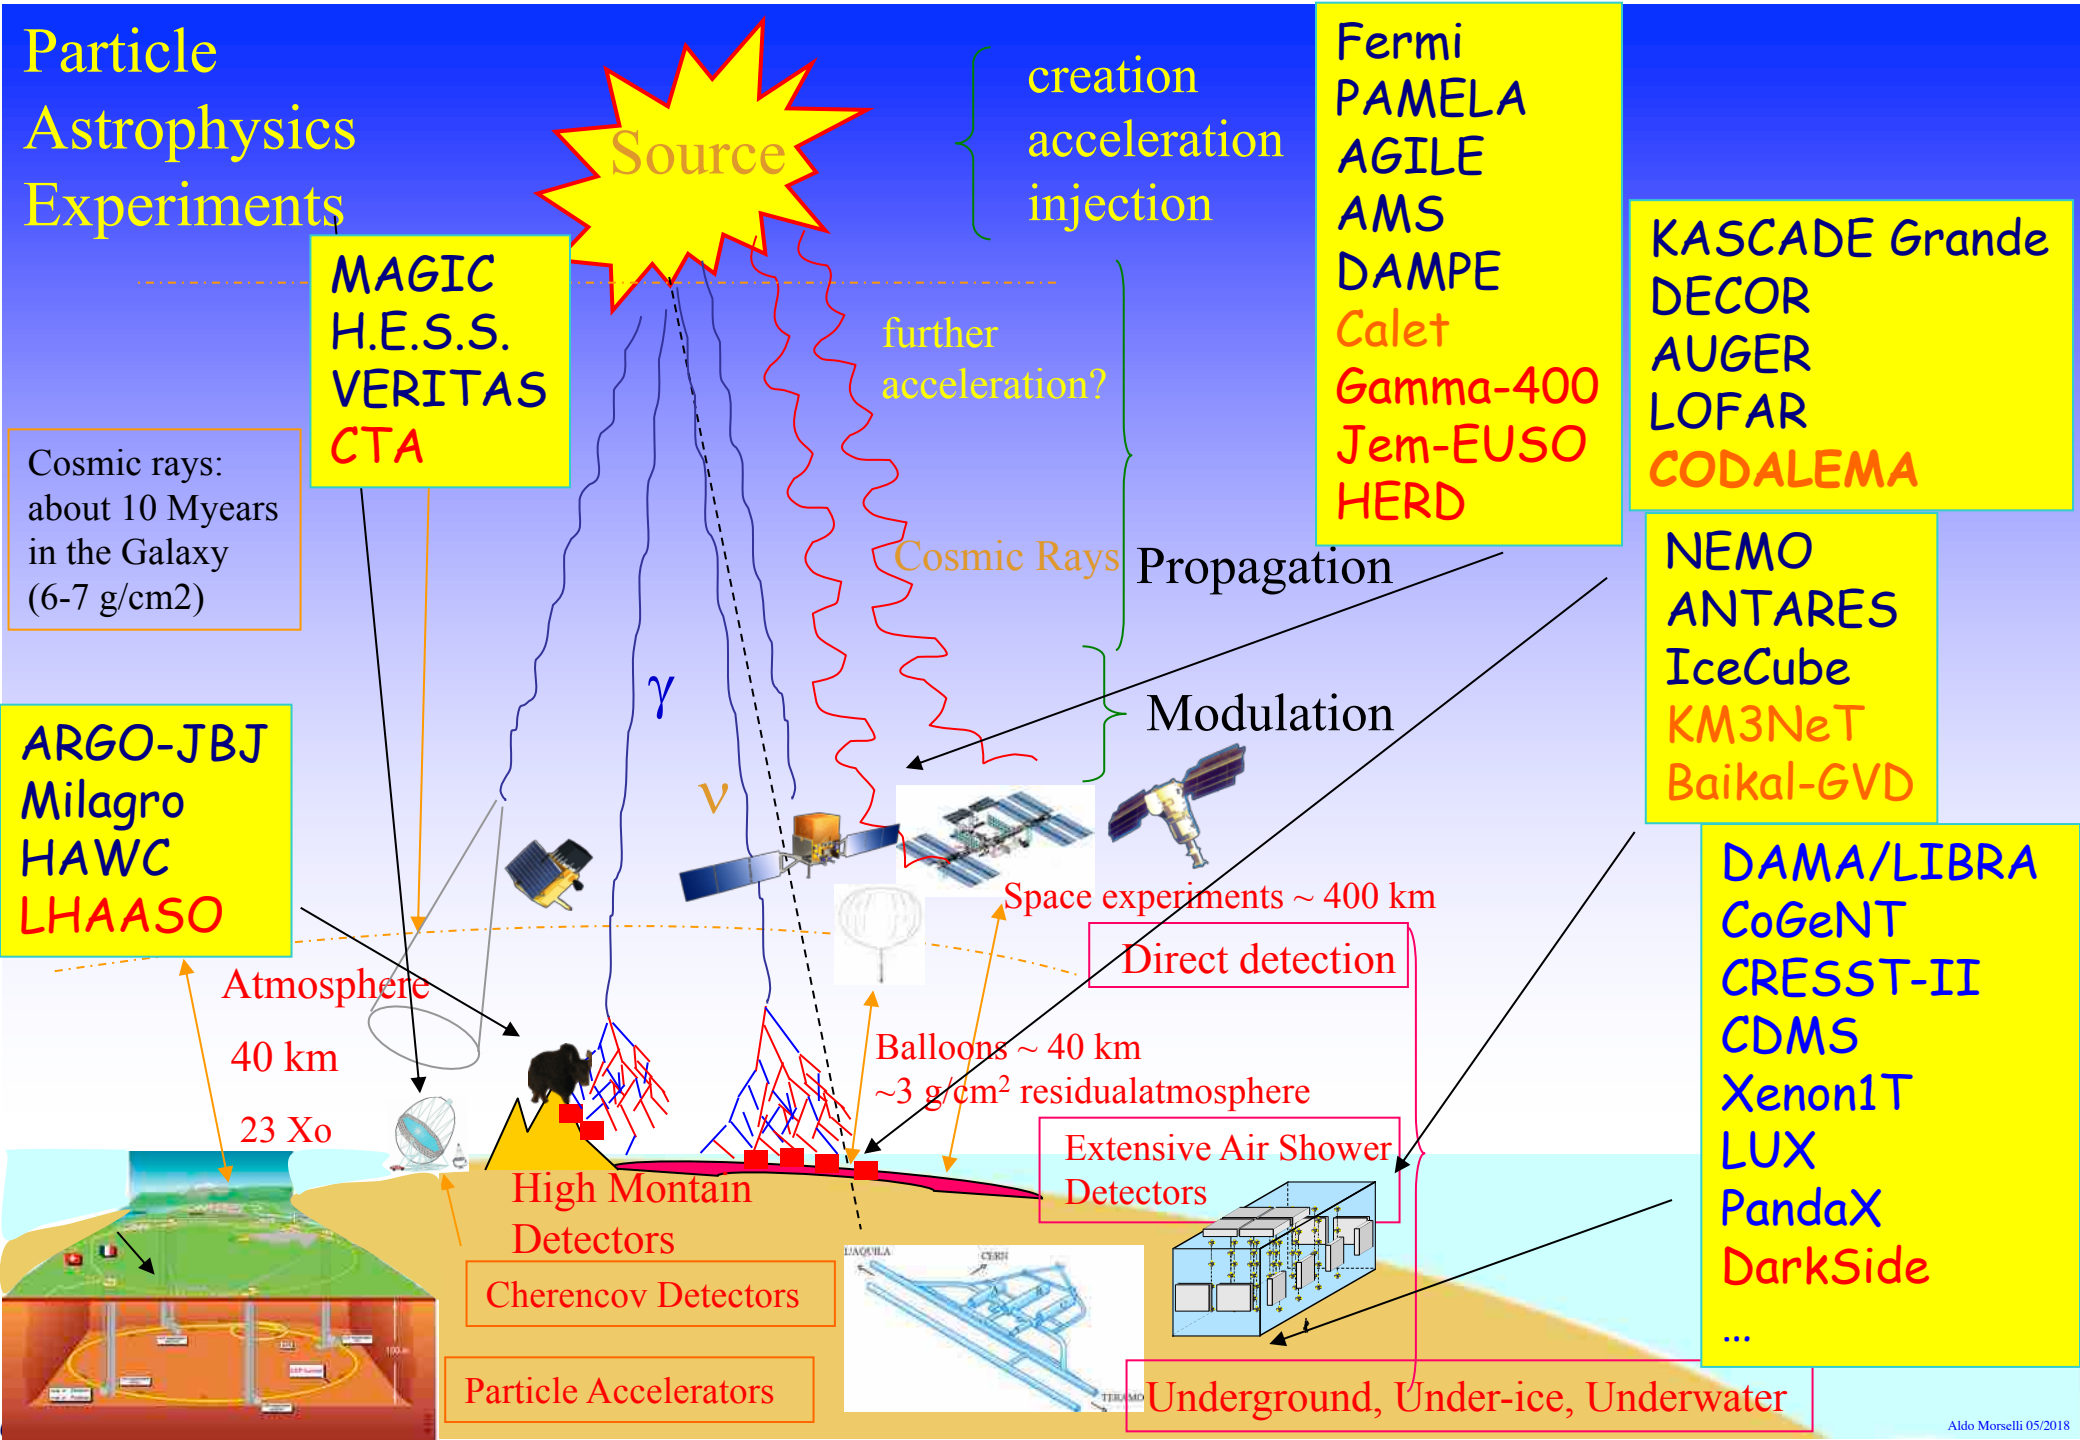 Particle
Astrophysics
Experiments
Source
creation
acceleration
injection
Fermi
PAMELA
AGILE
AMS
DAMPE
Calet
Gamma-400
Jem-EUSO
HERD
KASCADE Grande
DECOR
AUGER
LOFAR
CODALEMA
MAGIC
H.E.S.S.
VERITAS
CTA
further
acceleration?
Cosmic rays:
about 10 Myears
in the Galaxy
(6-7 g/cm2)
Cosmic Rays
Propagation
NEMO
ANTARES
IceCube
KM3NeT
Baikal-GVD
γ
Modulation
ν
ARGO-JBJ
Milagro
HAWC
LHAASO
DAMA/LIBRA
CoGeNT
CRESST-II
CDMS
Xenon1T
LUX
PandaX
DarkSide
...
Space experiments ~ 400 km
Direct detection
Atmosphere
40 km
23 Xo
Balloons ~ 40 km
~3 g/cm² residualatmosphere
Extensive Air Shower
Detectors
High Montain
Detectors
L'AQUILA
CERN
TERAMO
Cherencov Detectors
100 m
Particle Accelerators
Underground, Under-ice, Underwater
Aldo Morselli 05/2018